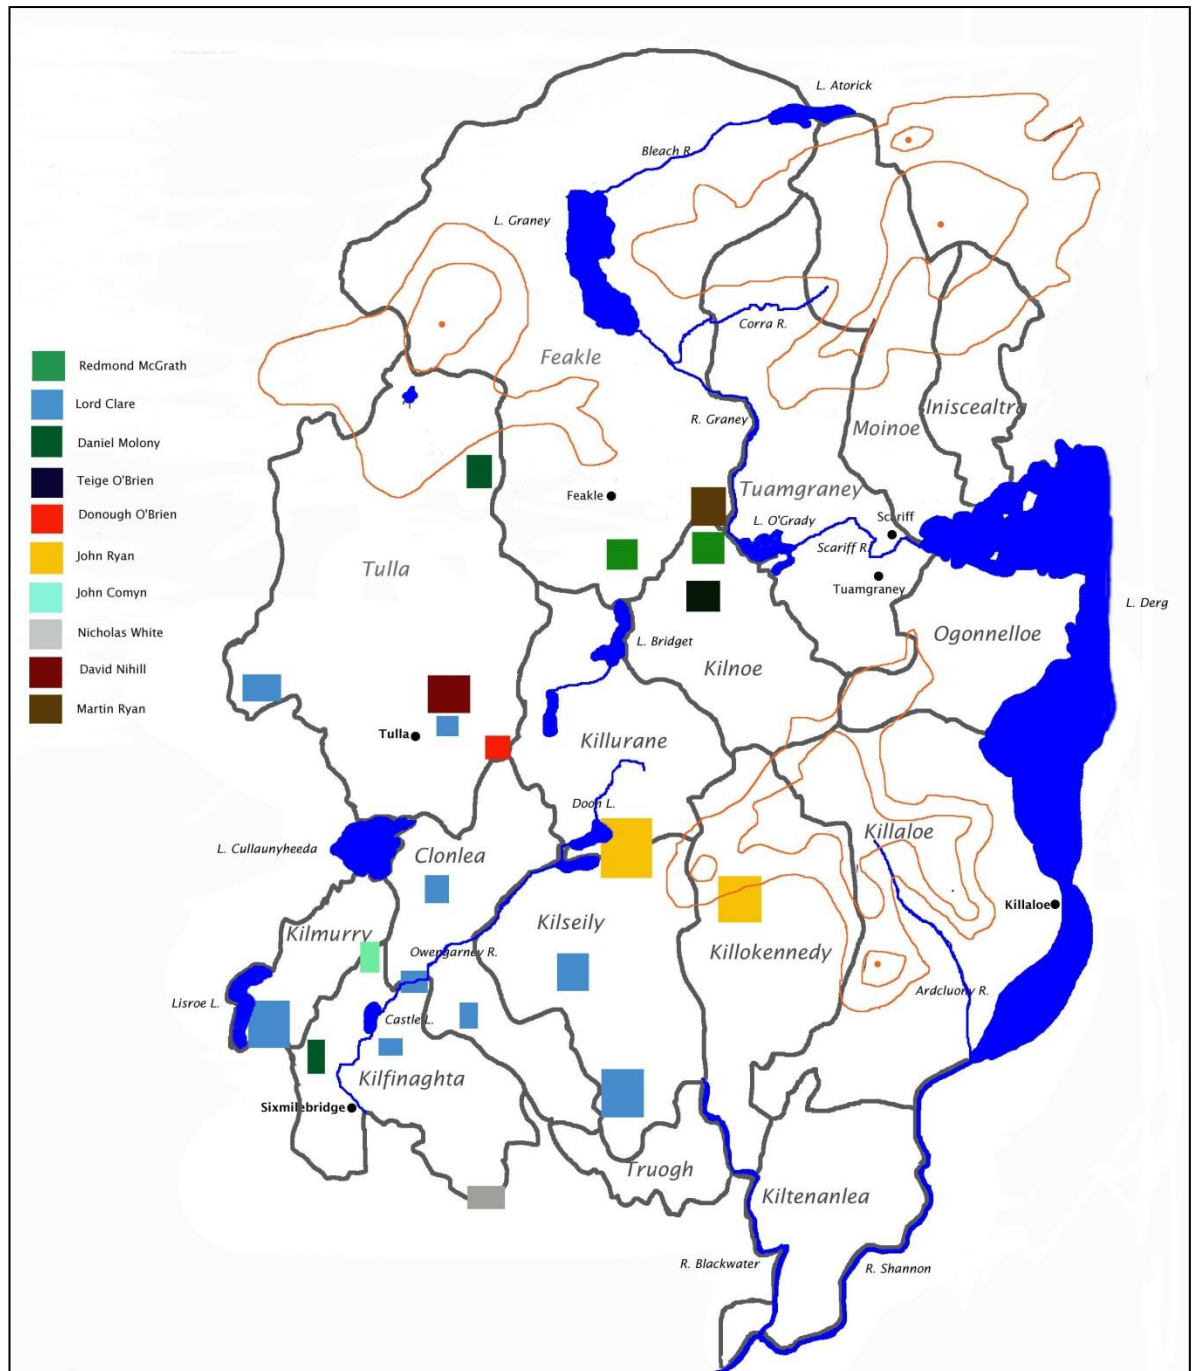 L. Atorick
Bleach R.
L. Graney
Corra R.
Feakle
Redmond McGrath
Lord Clare
Daniel Molony
Teige O'Brien
Donough O'Brien
John Ryan
John Comyn
Nicholas White
David Nihill
Martin Ryan
R. Graney
Iniscealtra
Moinoe
Feakle
Tuamgraney
L. O'Grady
Scariff
Scariff R.
Tulla
Tuamgraney
L. Derg
Ogonnelloe
L. Bridget
Kilnoe
Tulla
Killurane
Doon L.
Killaloe
L. Cullaunyheeda
Clonlea
Killaloe
Kilmurry
Kilseily
Owengarney R.
Killokennedy
Lisroe L.
Ardcluony R.
Castle L.
Kilfinaghta
Sixmilebridge
Truogh
Kiltenanlea
R. Blackwater
R. Shannon